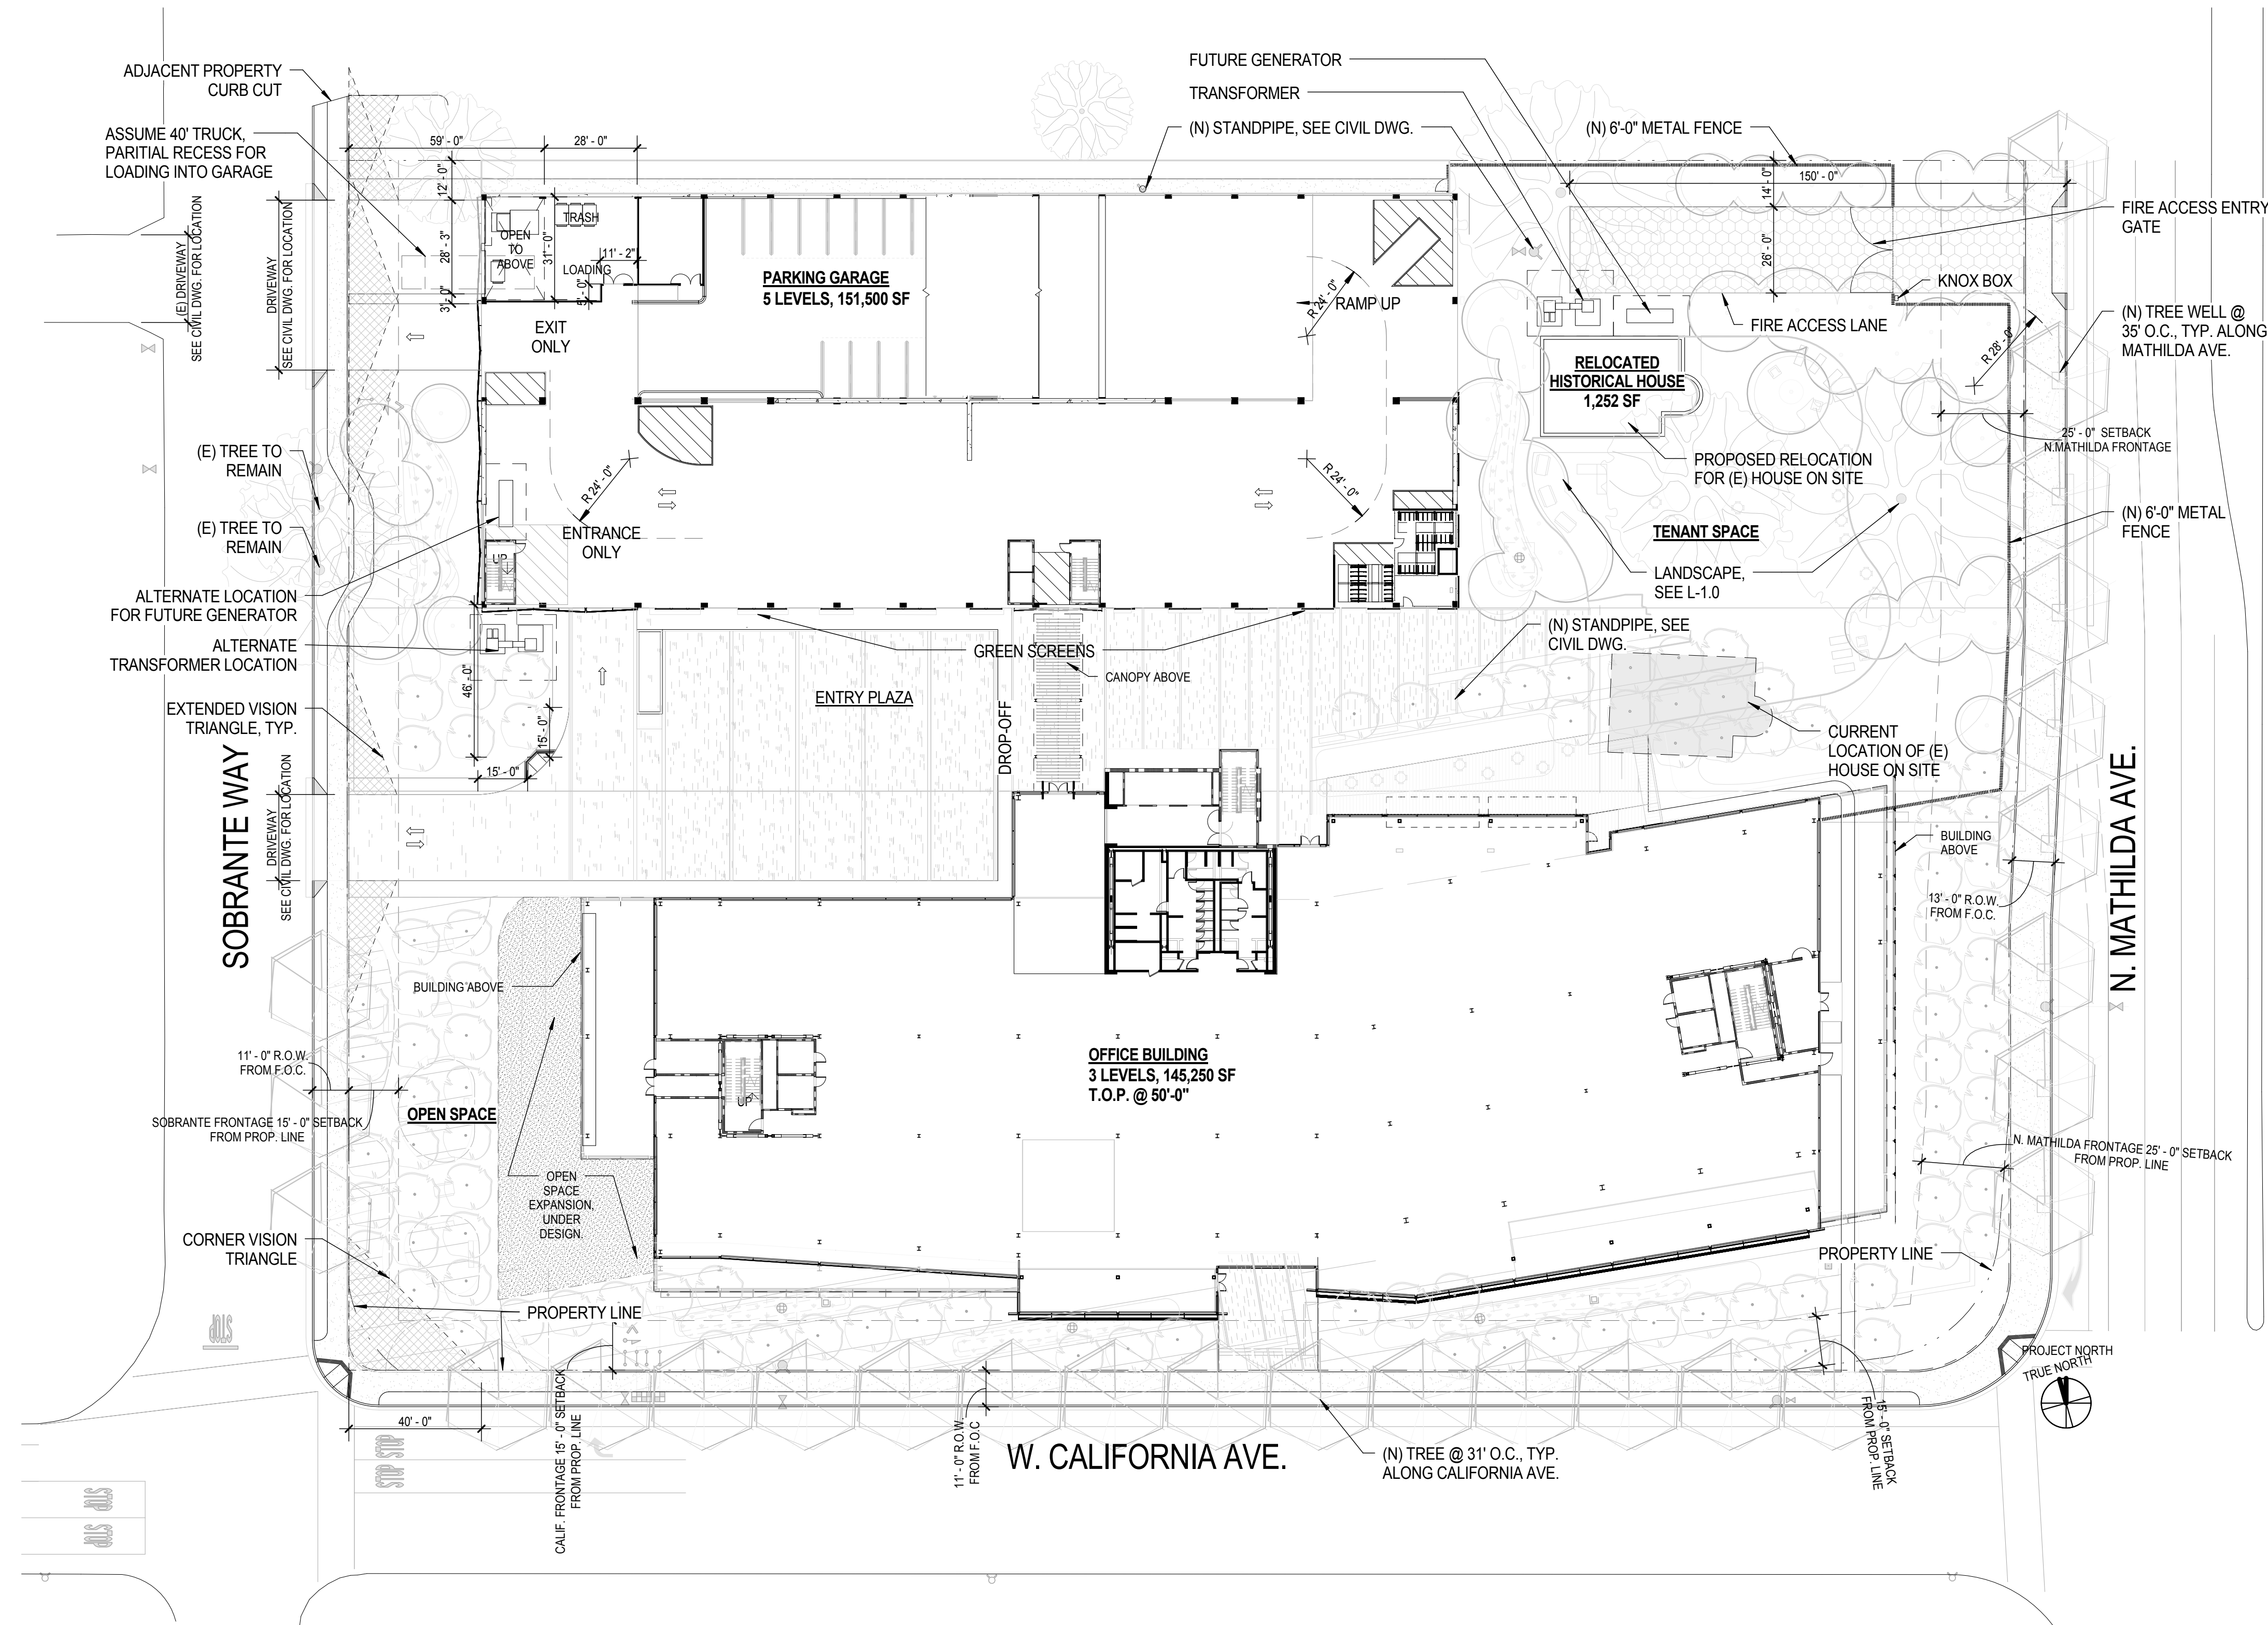 ADJACENT PROPERTY
CURB CUT
ASSUME 40' TRUCK,
PARITIAL RECESS FOR
LOADING INTO GARAGE
FUTURE GENERATOR
TRANSFORMER
(N) STANDPIPE, SEE CIVIL DWG.
(N) 6'-0" METAL FENCE
59' - 0"
28' - 0"
12' - 0"
28' - 3"
3' - 0"
31' - 0"
11' - 2"
5' - 0"
TRASH
OPEN
TO
ABOVE
LOADING
PARKING GARAGE
5 LEVELS, 151,500 SF
EXIT
ONLY
RAMP UP
R 24' - 0"
150' - 0"
14' - 0"
26' - 0"
FIRE ACCESS ENTRY
GATE
KNOX BOX
FIRE ACCESS LANE
(N) TREE WELL @
35' O.C., TYP. ALONG
MATHILDA AVE.
R 28' - 0"
(E) DRIVEWAY
SEE CIVIL DWG. FOR LOCATION
DRIVEWAY
SEE CIVIL DWG. FOR LOCATION
RELOCATED
HISTORICAL HOUSE
1,252 SF
25' - 0" SETBACK
N.MATHILDA FRONTAGE
PROPOSED RELOCATION
FOR (E) HOUSE ON SITE
(E) TREE TO
REMAIN
(E) TREE TO
REMAIN
R 24' - 0"
R 24' - 0"
ENTRANCE
ONLY
UP
TENANT SPACE
(N) 6'-0" METAL
FENCE
LANDSCAPE,
SEE L-1.0
ALTERNATE LOCATION
FOR FUTURE GENERATOR
ALTERNATE
TRANSFORMER LOCATION
46' - 0"
15' - 0"
15' - 0"
GREEN SCREENS
CANOPY ABOVE
(N) STANDPIPE, SEE
CIVIL DWG.
ENTRY PLAZA
DROP-OFF
EXTENDED VISION
TRIANGLE, TYP.
CURRENT
LOCATION OF (E)
HOUSE ON SITE
SOBRANTE WAY
DRIVEWAY
SEE CIVIL DWG. FOR LOCATION
N. MATHILDA AVE.
BUILDING
ABOVE
13' - 0" R.O.W.
FROM F.O.C.
BUILDING ABOVE
11' - 0" R.O.W.
FROM F.O.C.
SOBRANTE FRONTAGE 15' - 0" SETBACK
FROM PROP. LINE
OPEN SPACE
UP
OFFICE BUILDING
3 LEVELS, 145,250 SF
T.O.P. @ 50'-0"
N. MATHILDA FRONTAGE 25' - 0" SETBACK
FROM PROP. LINE
OPEN
SPACE
EXPANSION,
UNDER
DESIGN.
CORNER VISION
TRIANGLE
PROPERTY LINE
PROPERTY LINE
STOP
40' - 0"
CALIF. FRONTAGE 15' - 0" SETBACK
FROM PROP. LINE
11' - 0" R.O.W.
FROM F.O.C
W. CALIFORNIA AVE.
(N) TREE @ 31' O.C., TYP.
ALONG CALIFORNIA AVE.
15' - 0" SETBACK
FROM PROP. LINE
PROJECT NORTH
TRUE NORTH
STOP STOP
STOP STOP
STOP
STOP